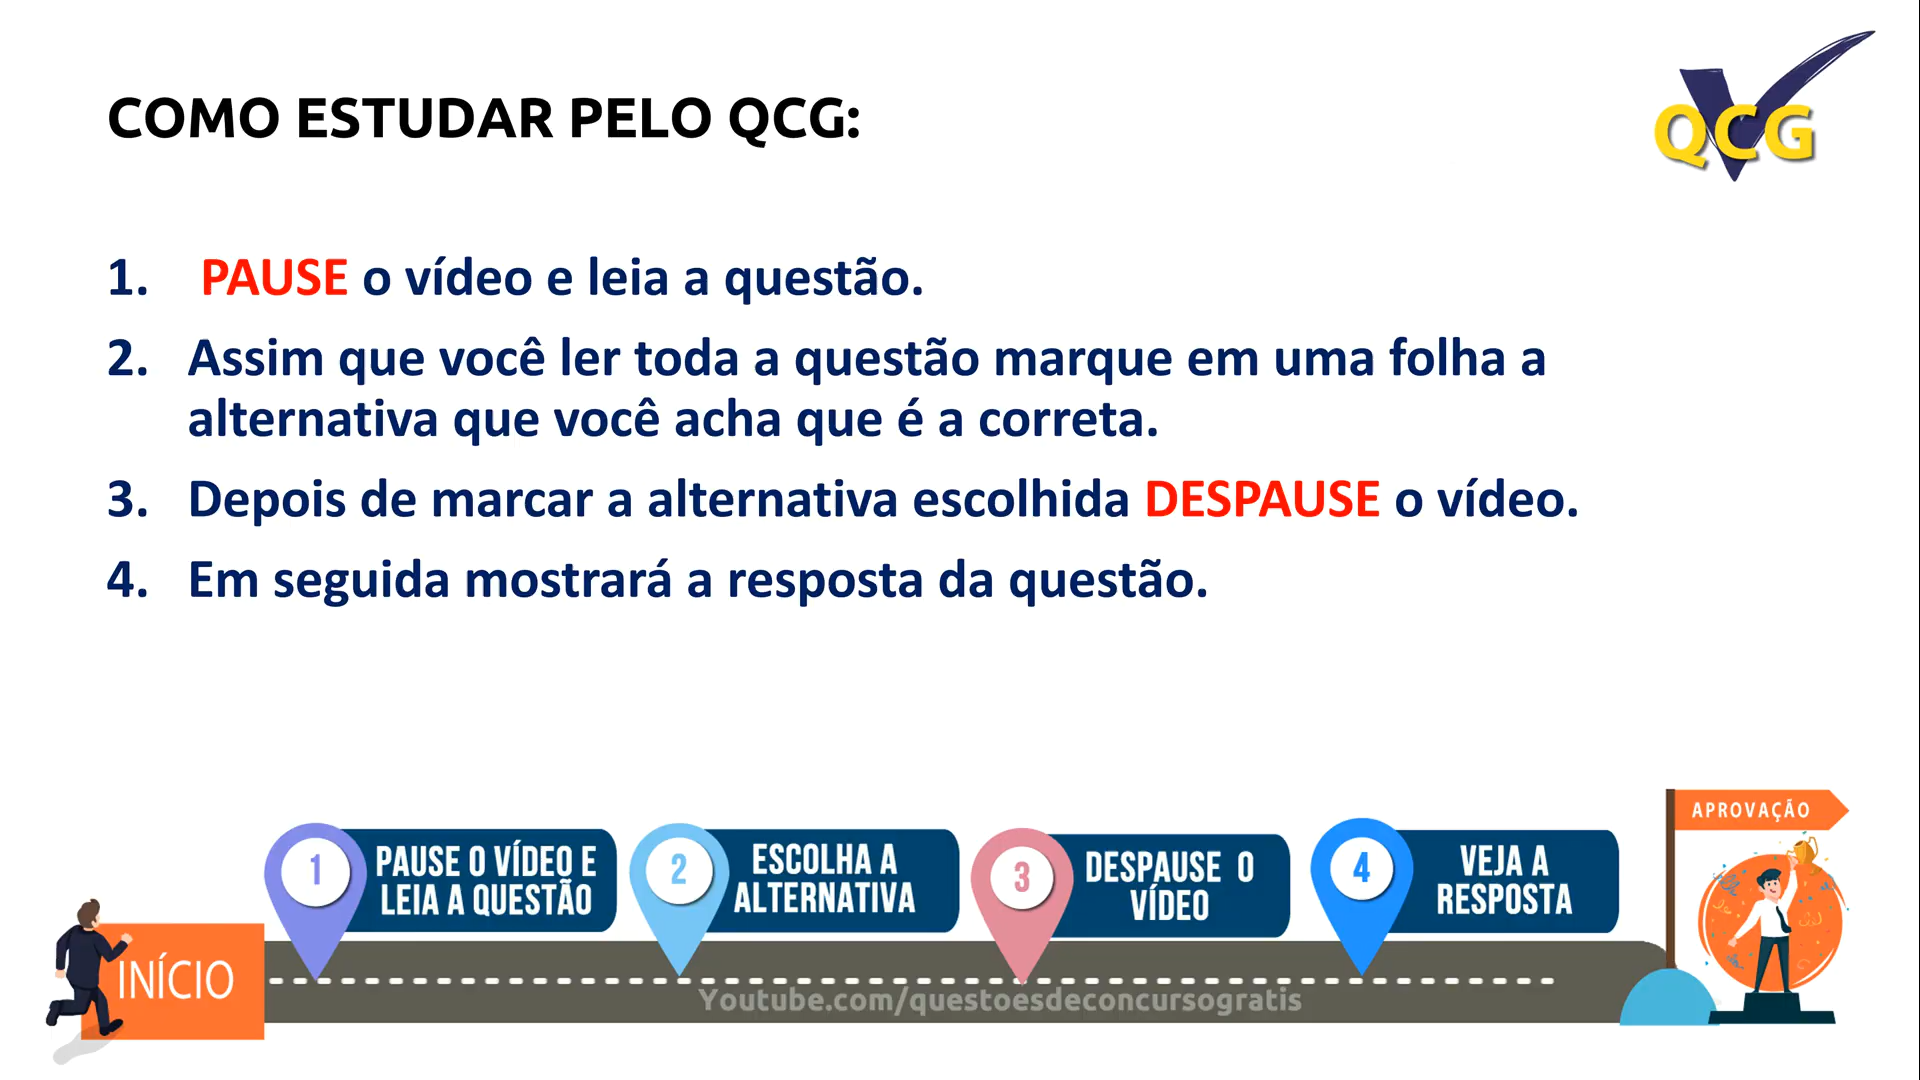 COMO ESTUDAR PELO QCG:
QCG
1. PAUSE o vídeo e leia a questão.
2. Assim que você ler toda a questão marque em uma folha a
alternativa que você acha que é a correta.
3. Depois de marcar a alternativa escolhida DESPAUSE o vídeo.
4. Em seguida mostrará a resposta da questão.
APROVAÇÃO
1 PAUSE O VÍDEO E
LEIA A QUESTÃO
2 ESCOLHA A
ALTERNATIVA
3 DESPAUSE O
VÍDEO
4 VEJA A
RESPOSTA
INÍCIO
Youtube.com/questoesdeconcursogratis